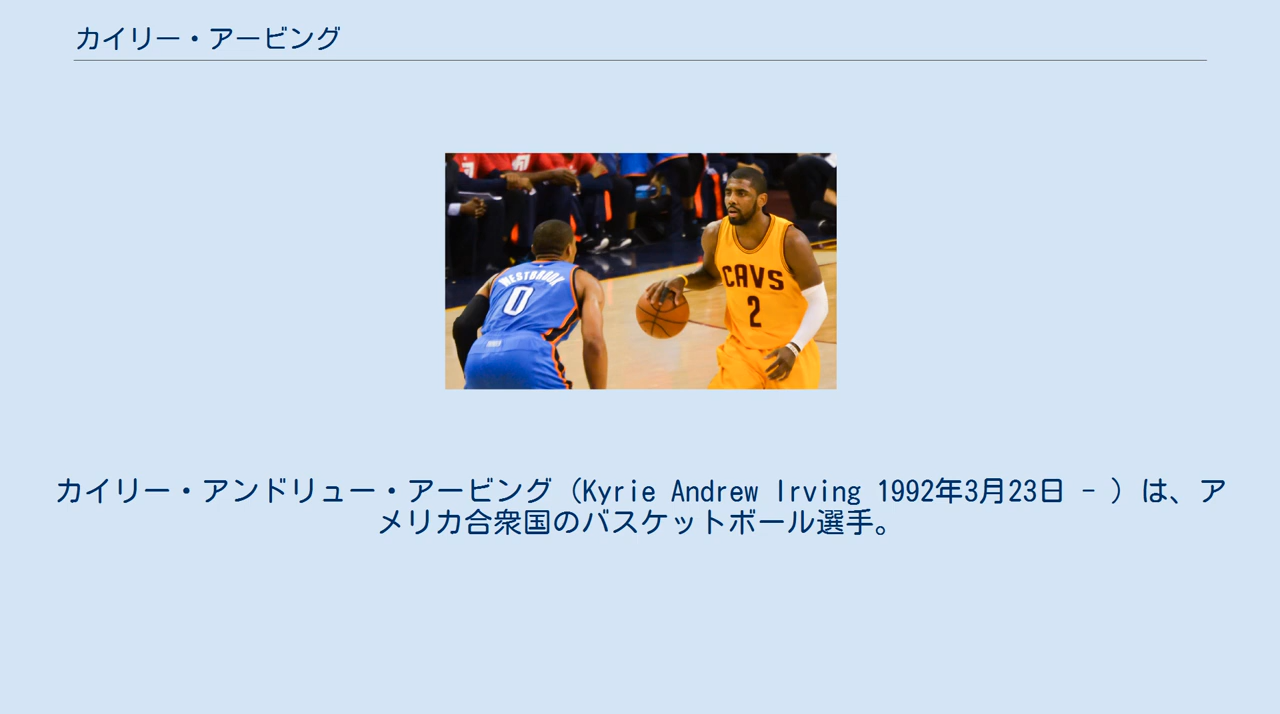 カイリー・アービング
WESTBROOK
0
CAVS
2
カイリー・アンドリュー・アービング（Kyrie Andrew Irving 1992年3月23日 - ）は、ア
メリカ合衆国のバスケットボール選手。